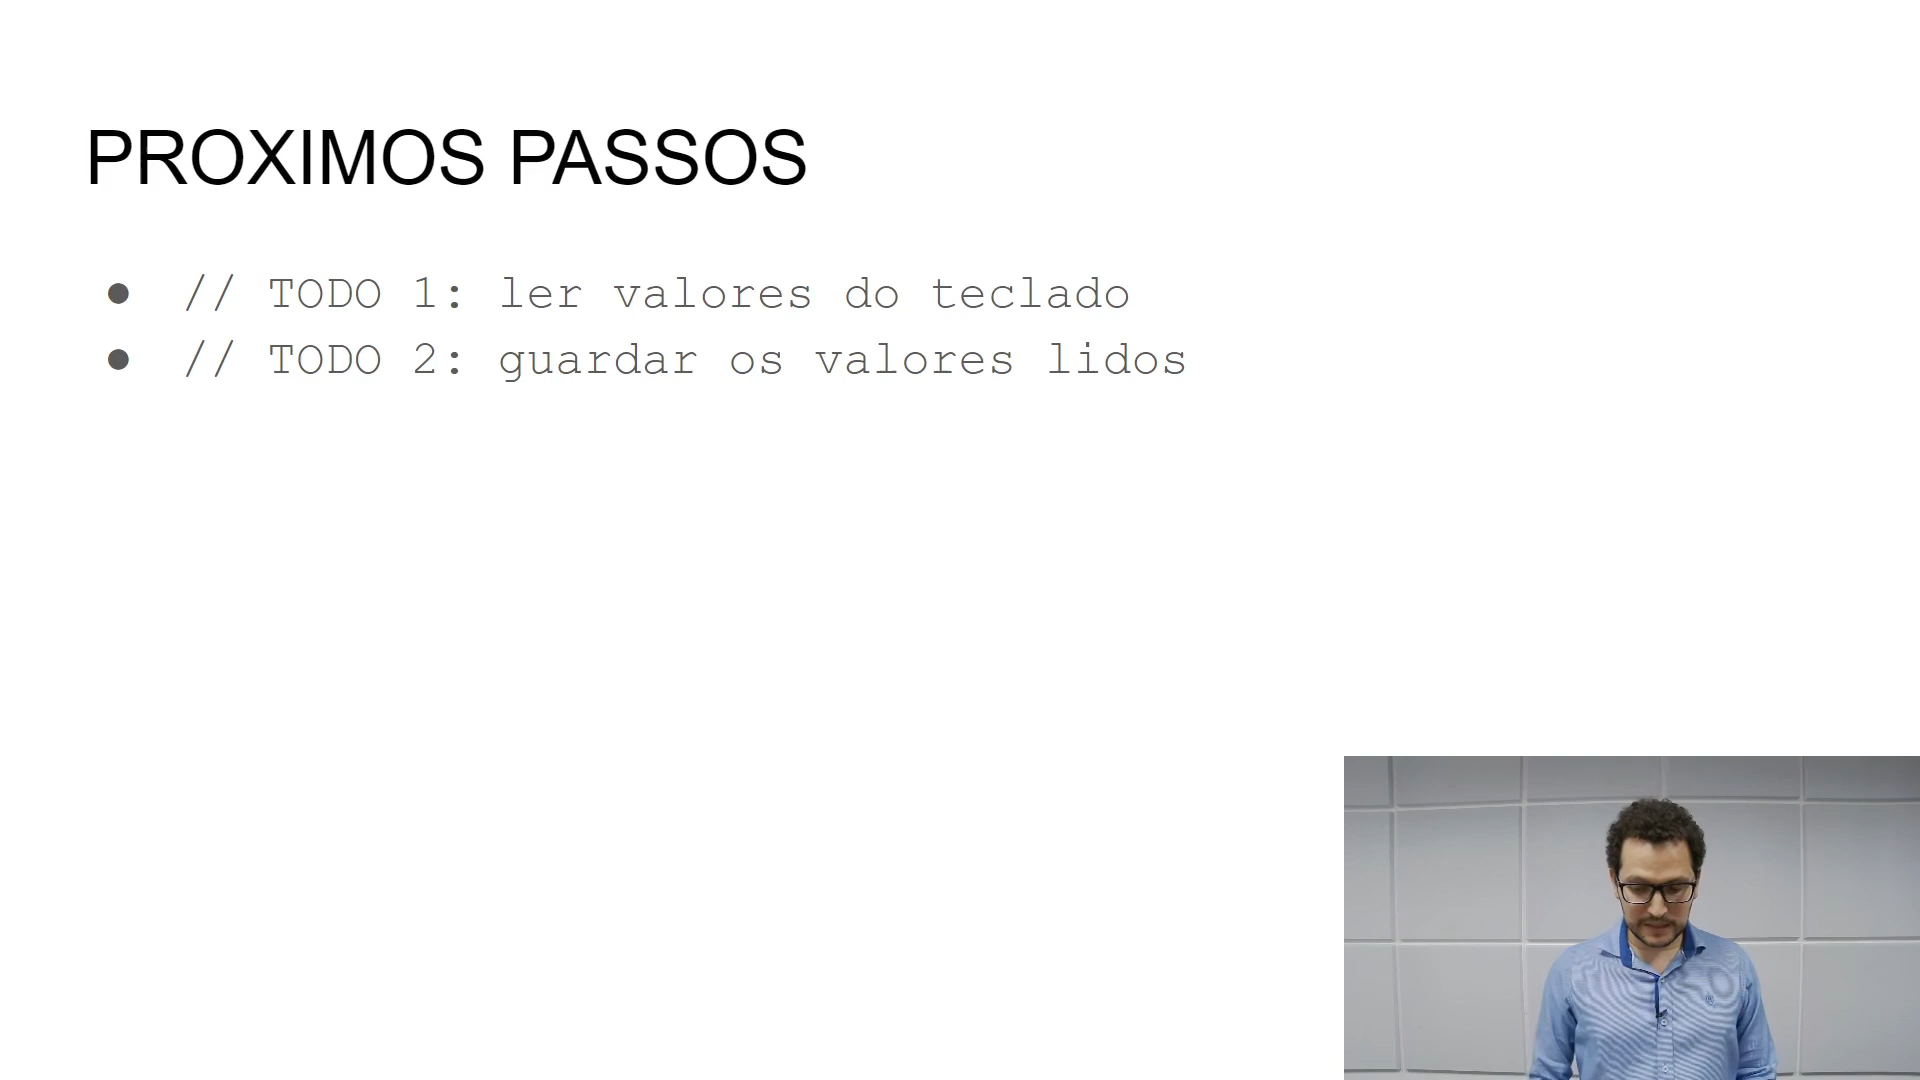 PROXIMOS PASSOS
● // TODO 1: ler valores do teclado
● // TODO 2: guardar os valores lidos